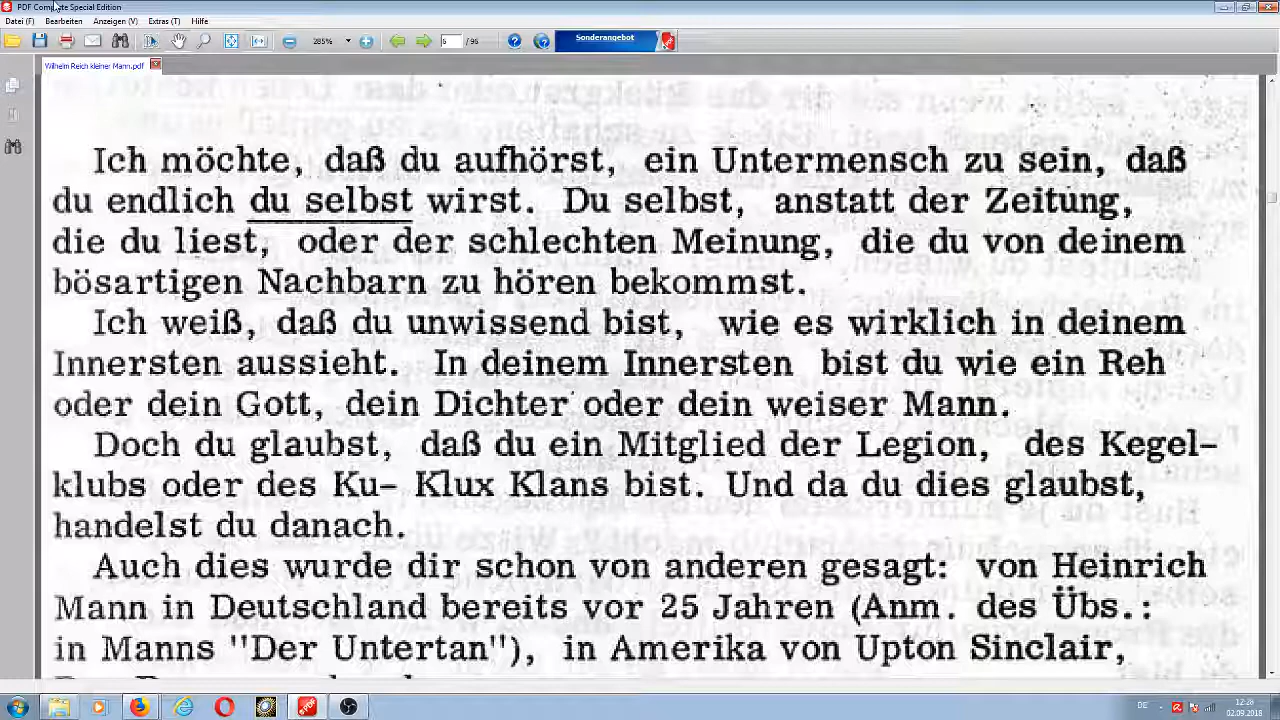 PDF Complete Special Edition
Datei (F) Bearbeiten Anzeigen (V) Extras (T) Hilfe
285% 6 / 96 Sonderangebot
Wilhelm Reich kleiner Mann.pdf
Ich möchte, daß du aufhörst, ein Untermensch zu sein, daß
du endlich du selbst wirst. Du selbst, anstatt der Zeitung,
die du liest, oder der schlechten Meinung, die du von deinem
bösartigen Nachbarn zu hören bekommst.
Ich weiß, daß du unwissend bist, wie es wirklich in deinem
Innersten aussieht. In deinem Innersten bist du wie ein Reh
oder dein Gott, dein Dichter oder dein weiser Mann.
Doch du glaubst, daß du ein Mitglied der Legion, des Kegel-
klubs oder des Ku- Klux Klans bist. Und da du dies glaubst,
handelst du danach.
Auch dies wurde dir schon von anderen gesagt: von Heinrich
Mann in Deutschland bereits vor 25 Jahren (Anm. des Übs.:
in Manns "Der Untertan"), in Amerika von Upton Sinclair,
DE 12:28
02.09.2018